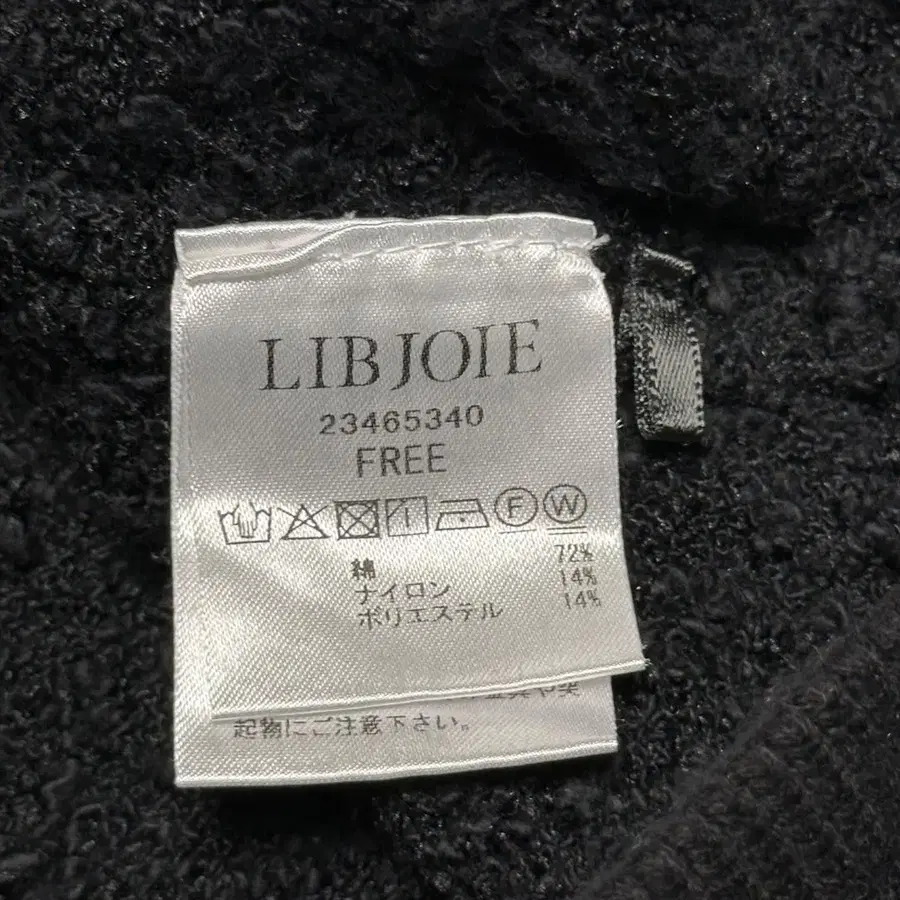 LIBJOIE
23465340
FREE
F W
綿 72%
ナイロン 14%
ポリエステル 14%
起物にご注意下さい。